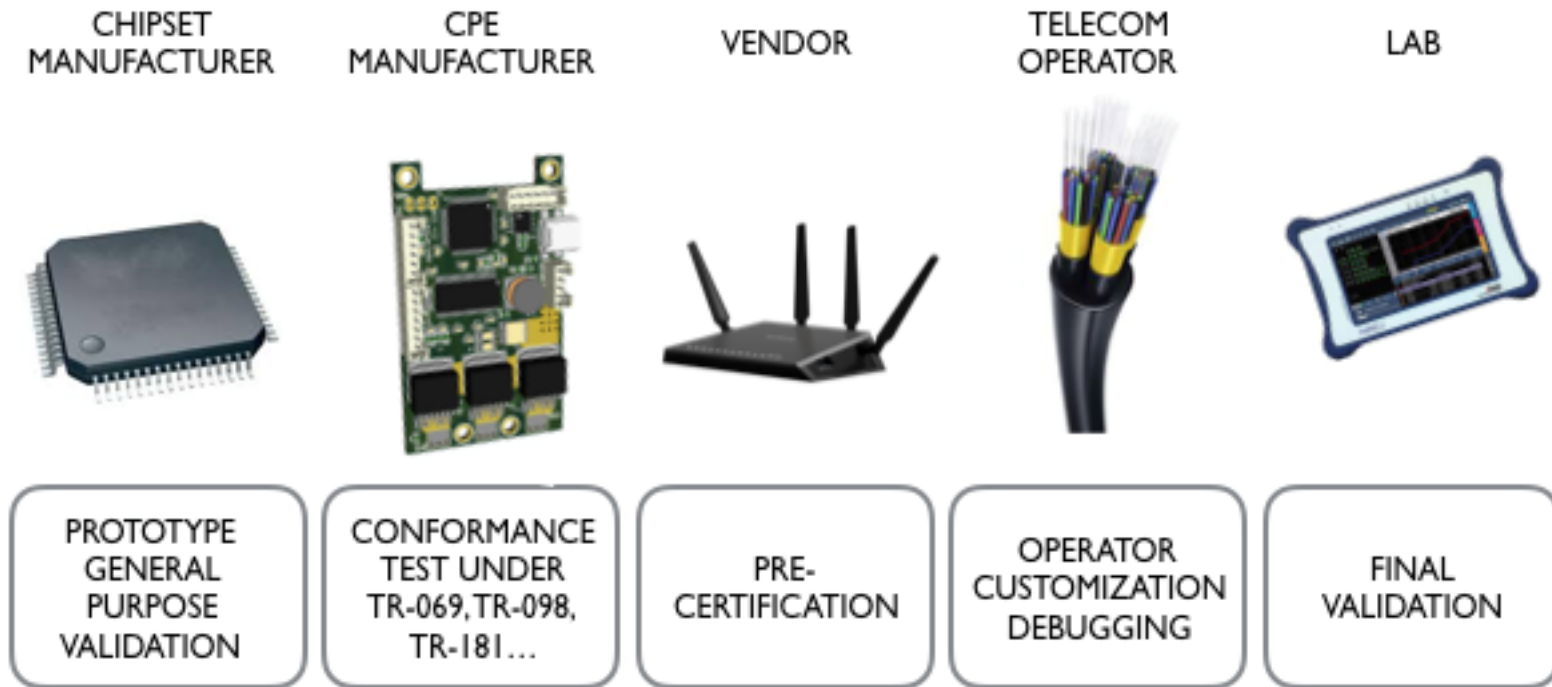 CHIPSET
MANUFACTURER
CPE
MANUFACTURER
VENDOR
TELECOM
OPERATOR
LAB
PROTOTYPE
GENERAL
PURPOSE
VALIDATION
CONFORMANCE
TEST UNDER
TR-069, TR-098,
TR-181…
PRE-
CERTIFICATION
OPERATOR
CUSTOMIZATION
DEBUGGING
FINAL
VALIDATION